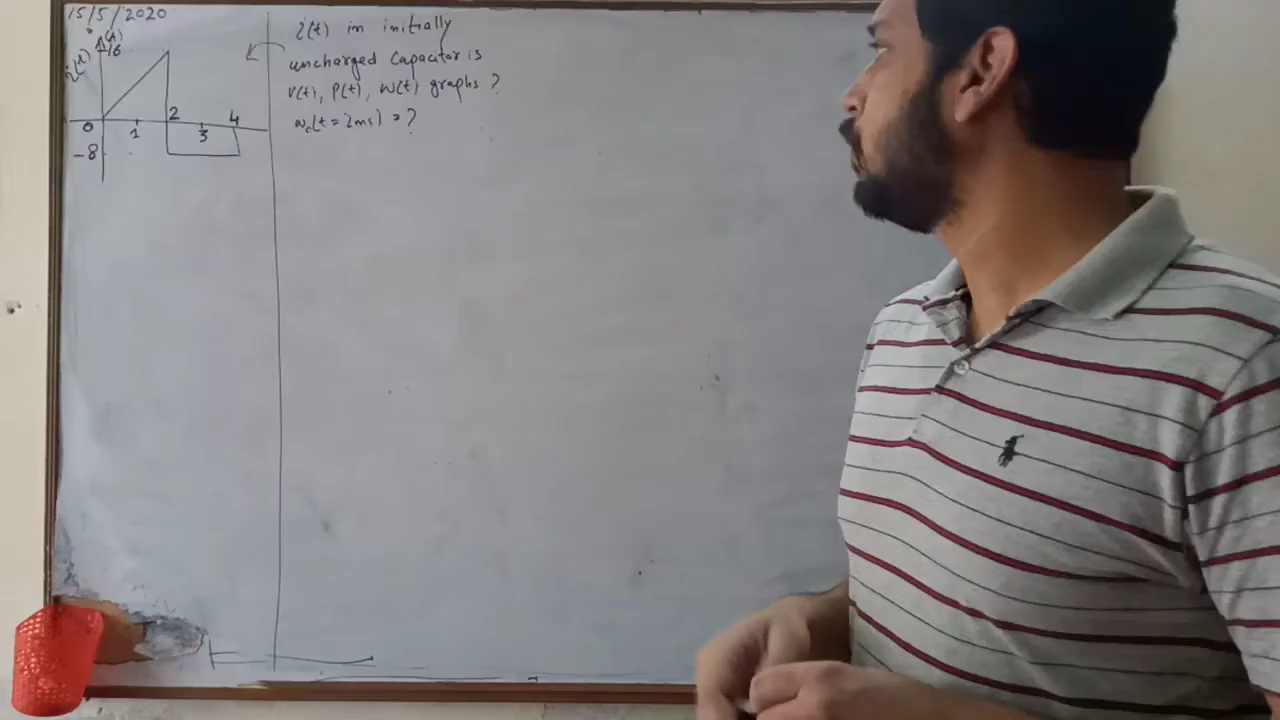 15/5/2020
i(t)
(A)
16
0
1
2
3
4
-8
i(t) in initially
uncharged Capacitor is
v(t), p(t), w(t) graphs ?
wc(t = 2ms) = ?